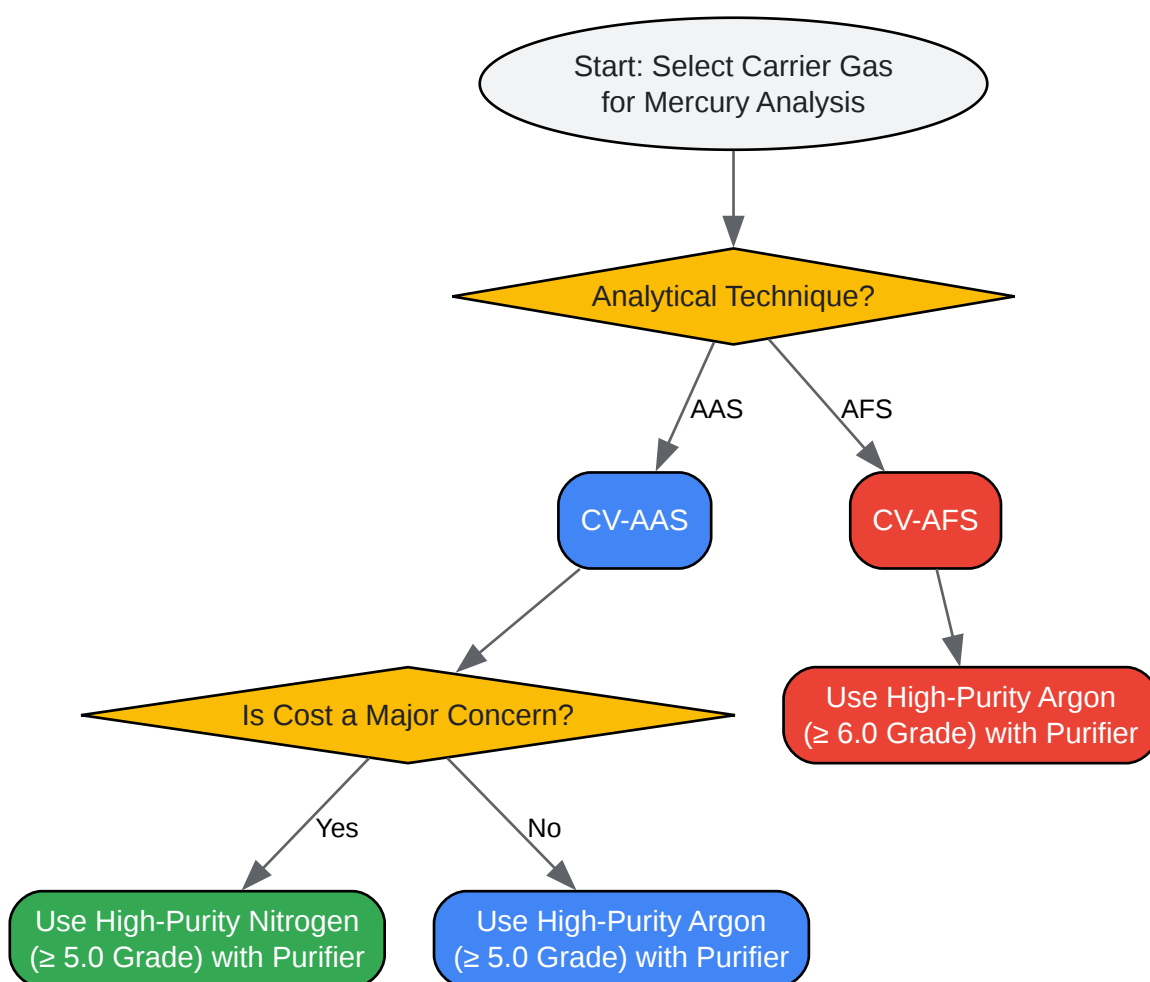 Start: Select Carrier Gas
for Mercury Analysis
Analytical Technique?
AAS
AFS
CV-AAS
CV-AFS
Is Cost a Major Concern?
Use High-Purity Argon
(≥ 6.0 Grade) with Purifier
Yes
No
Use High-Purity Nitrogen
(≥ 5.0 Grade) with Purifier
Use High-Purity Argon
(≥ 5.0 Grade) with Purifier